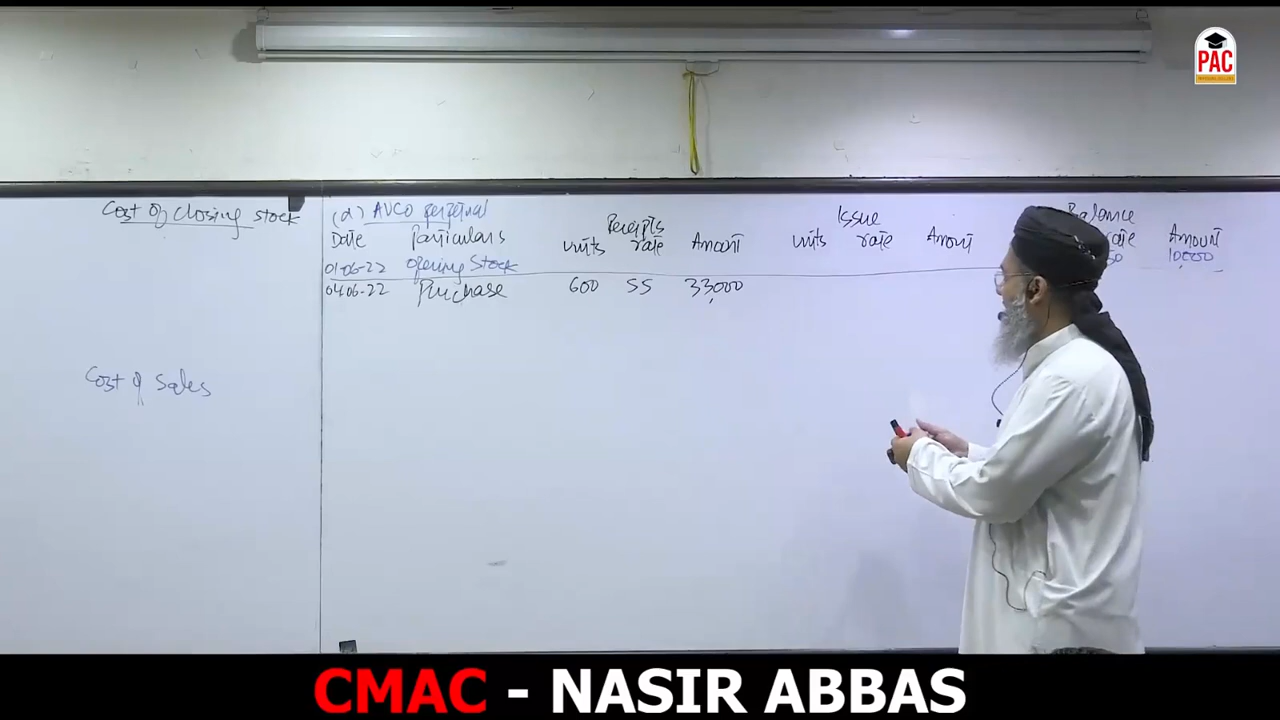 PAC
Cost of closing stock
(d) AVCO perpetual
Receipts
Issue
Balance
Date Particulars units rate Amount units rate Amount Amount
01-06-22 opening stock 10,000
04-06-22 Purchase 600 55 33,000
Cost of Sales
CMAC - NASIR ABBAS